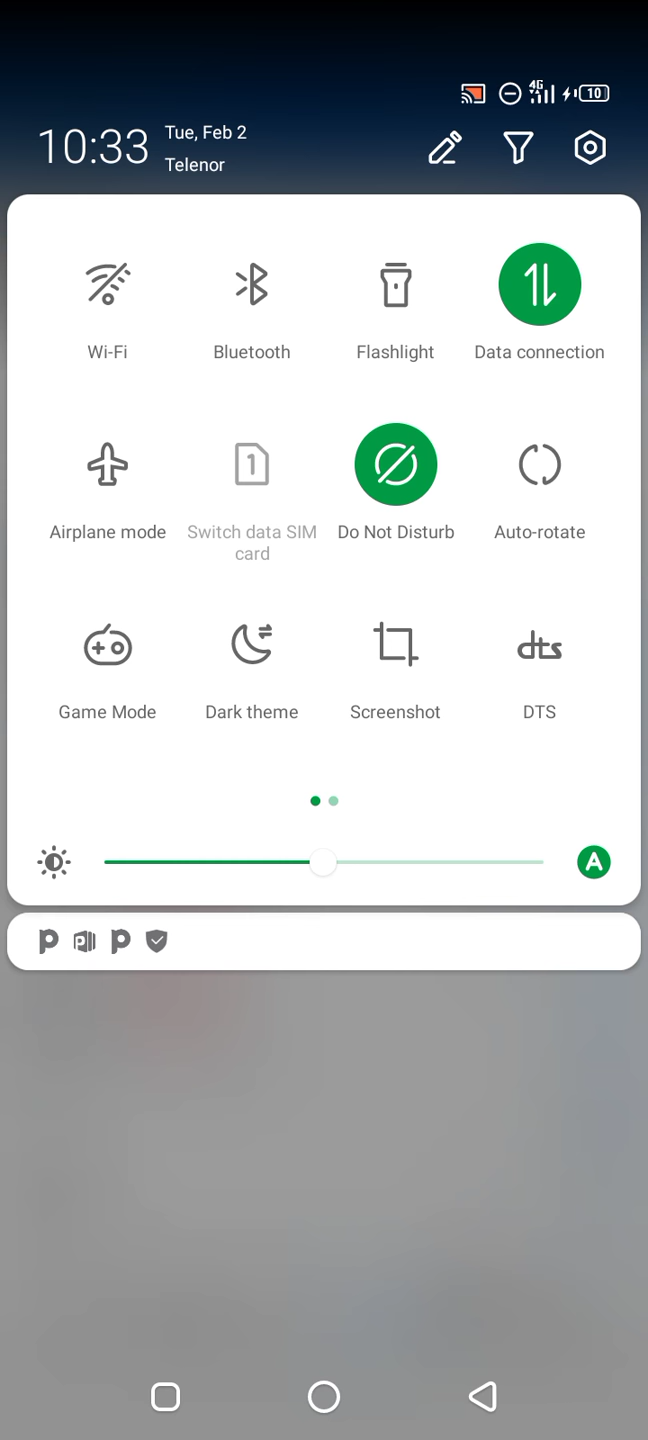 4G
10
10:33
Tue, Feb 2
Telenor
Wi-Fi
Bluetooth
Flashlight
Data connection
1
Airplane mode
Switch data SIM
card
Do Not Disturb
Auto-rotate
dts
Game Mode
Dark theme
Screenshot
DTS
A